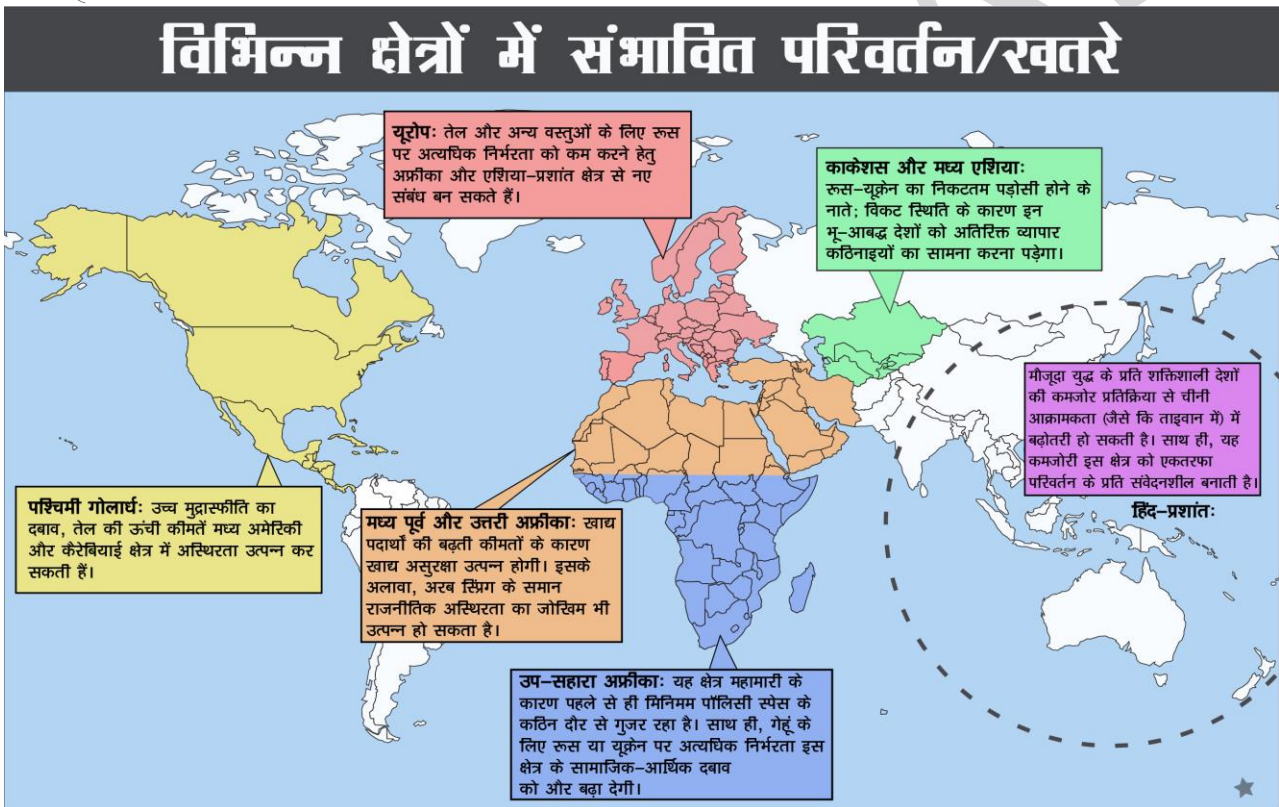 विभिन्न क्षेत्रों में संभावित परिवर्तन/खतरे
यूरोपः तेल और अन्य वस्तुओं के लिए रूस
पर अत्यधिक निर्भरता को कम करने हेतु
अफ्रीका और एशिया–प्रशांत क्षेत्र से नए
संबंध बन सकते हैं।
काकेशस और मध्य एशियाः
रूस–यूक्रेन का निकटतम पड़ोसी होने के
नाते; विकट स्थिति के कारण इन
भू–आबद्ध देशों को अतिरिक्त व्यापार
कठिनाइयों का सामना करना पड़ेगा।
मौजूदा युद्ध के प्रति शक्तिशाली देशों
की कमजोर प्रतिक्रिया से चीनी
आक्रामकता (जैसे कि ताइवान में) में
बढ़ोतरी हो सकती है। साथ ही, यह
कमजोरी इस क्षेत्र को एकतरफा
परिवर्तन के प्रति संवेदनशील बनाती है।
हिंद–प्रशांतः
पश्चिमी गोलार्धः उच्च मुद्रास्फीति का
दबाव, तेल की ऊंची कीमतें मध्य अमेरिकी
और कैरेबियाई क्षेत्र में अस्थिरता उत्पन्न कर
सकती हैं।
मध्य पूर्व और उत्तरी अफ्रीकाः खाद्य
पदार्थों की बढ़ती कीमतों के कारण
खाद्य असुरक्षा उत्पन्न होगी। इसके
अलावा, अरब स्प्रिंग के समान
राजनीतिक अस्थिरता का जोखिम भी
उत्पन्न हो सकता है।
उप–सहारा अफ्रीकाः यह क्षेत्र महामारी के
कारण पहले से ही मिनिमम पॉलिसी स्पेस के
कठिन दौर से गुजर रहा है। साथ ही, गेहूं के
लिए रूस या यूक्रेन पर अत्यधिक निर्भरता इस
क्षेत्र के सामाजिक–आर्थिक दबाव
को और बढ़ा देगी।